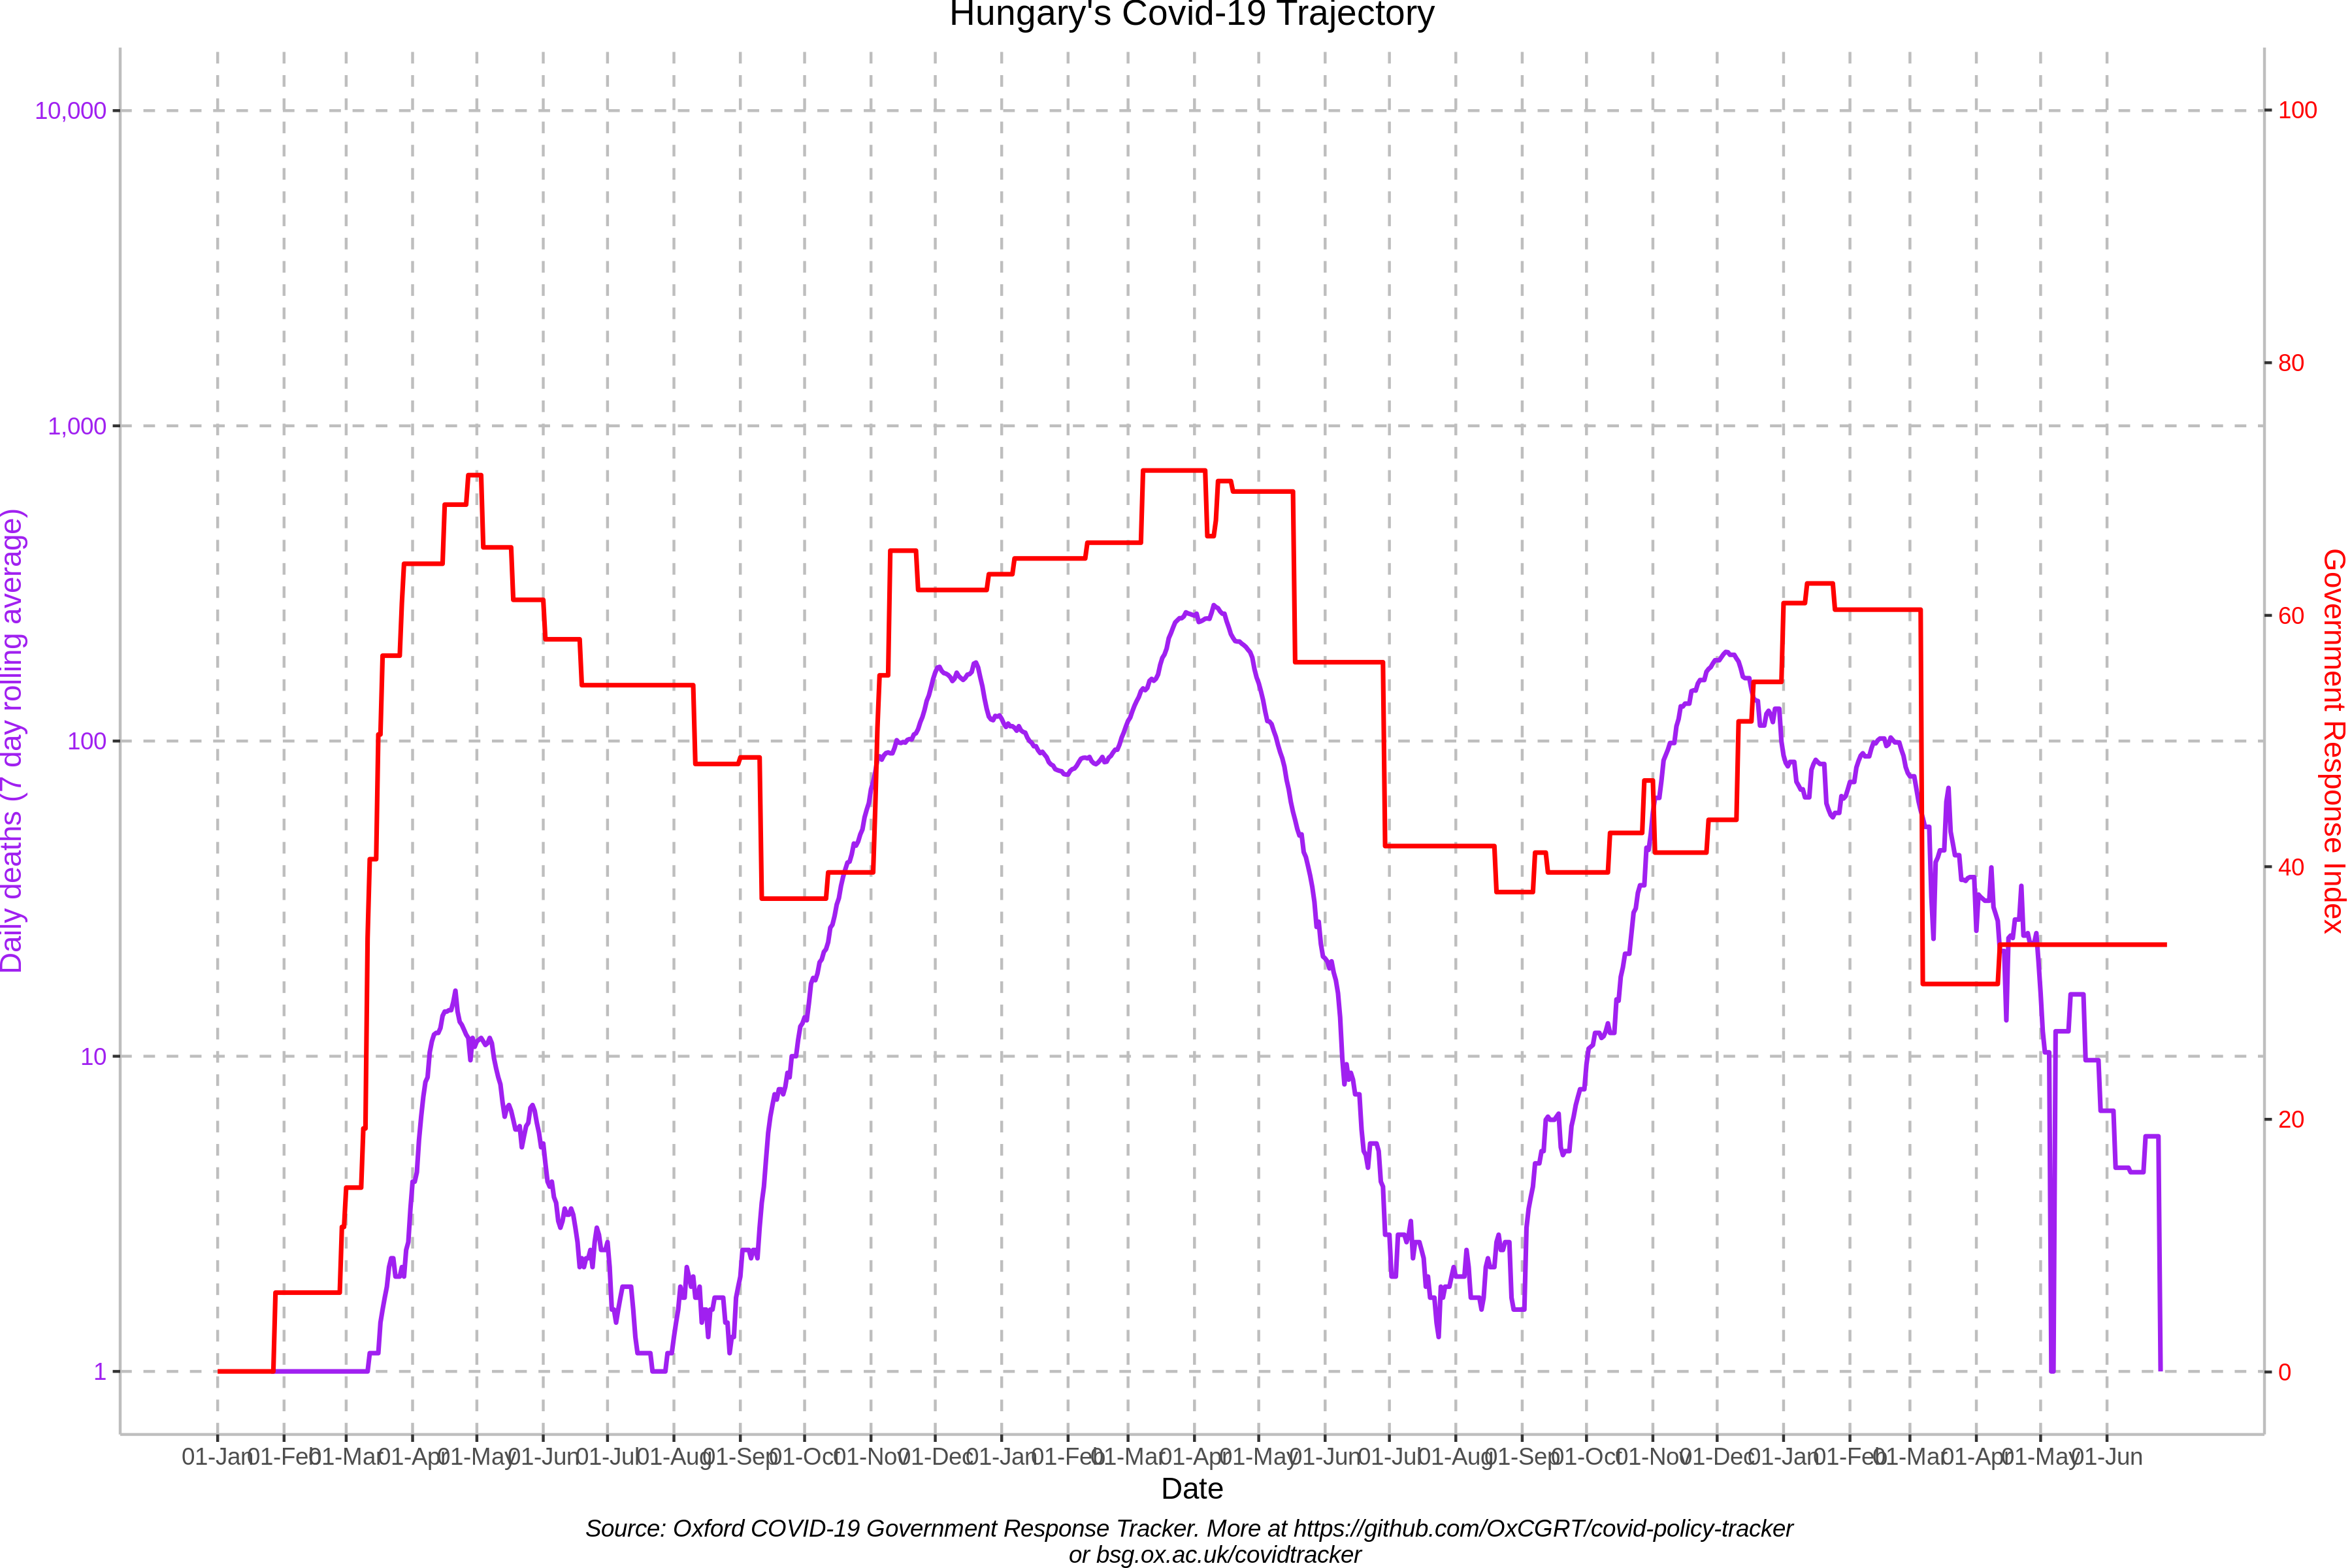 Hungary's Covid-19 Trajectory
10,000
1,000
100
10
1
Daily deaths (7 day rolling average)
100
80
60
40
20
0
Government Response Index
01-Jan 01-Feb 01-Mar 01-Apr 01-May 01-Jun 01-Jul 01-Aug 01-Sep 01-Oct 01-Nov 01-Dec 01-Jan 01-Feb 01-Mar 01-Apr 01-May 01-Jun 01-Jul 01-Aug 01-Sep 01-Oct 01-Nov 01-Dec 01-Jan 01-Feb 01-Mar 01-Apr 01-May 01-Jun
Date
Source: Oxford COVID-19 Government Response Tracker. More at https://github.com/OxCGRT/covid-policy-tracker
or bsg.ox.ac.uk/covidtracker